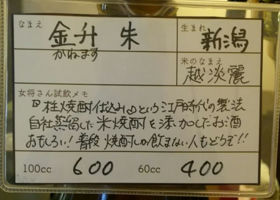 なまえ
金升 朱
かねます
生まれ
新潟
米のなまえ
越淡麗
女将さん試飲メモ
『柱焼酎仕込み』という江戸時代の製法
自社蒸留した米焼酎を添加したお酒
おもしろい!普段 焼酎しか飲まない人もどうぞ!!
100cc 600 60cc 400